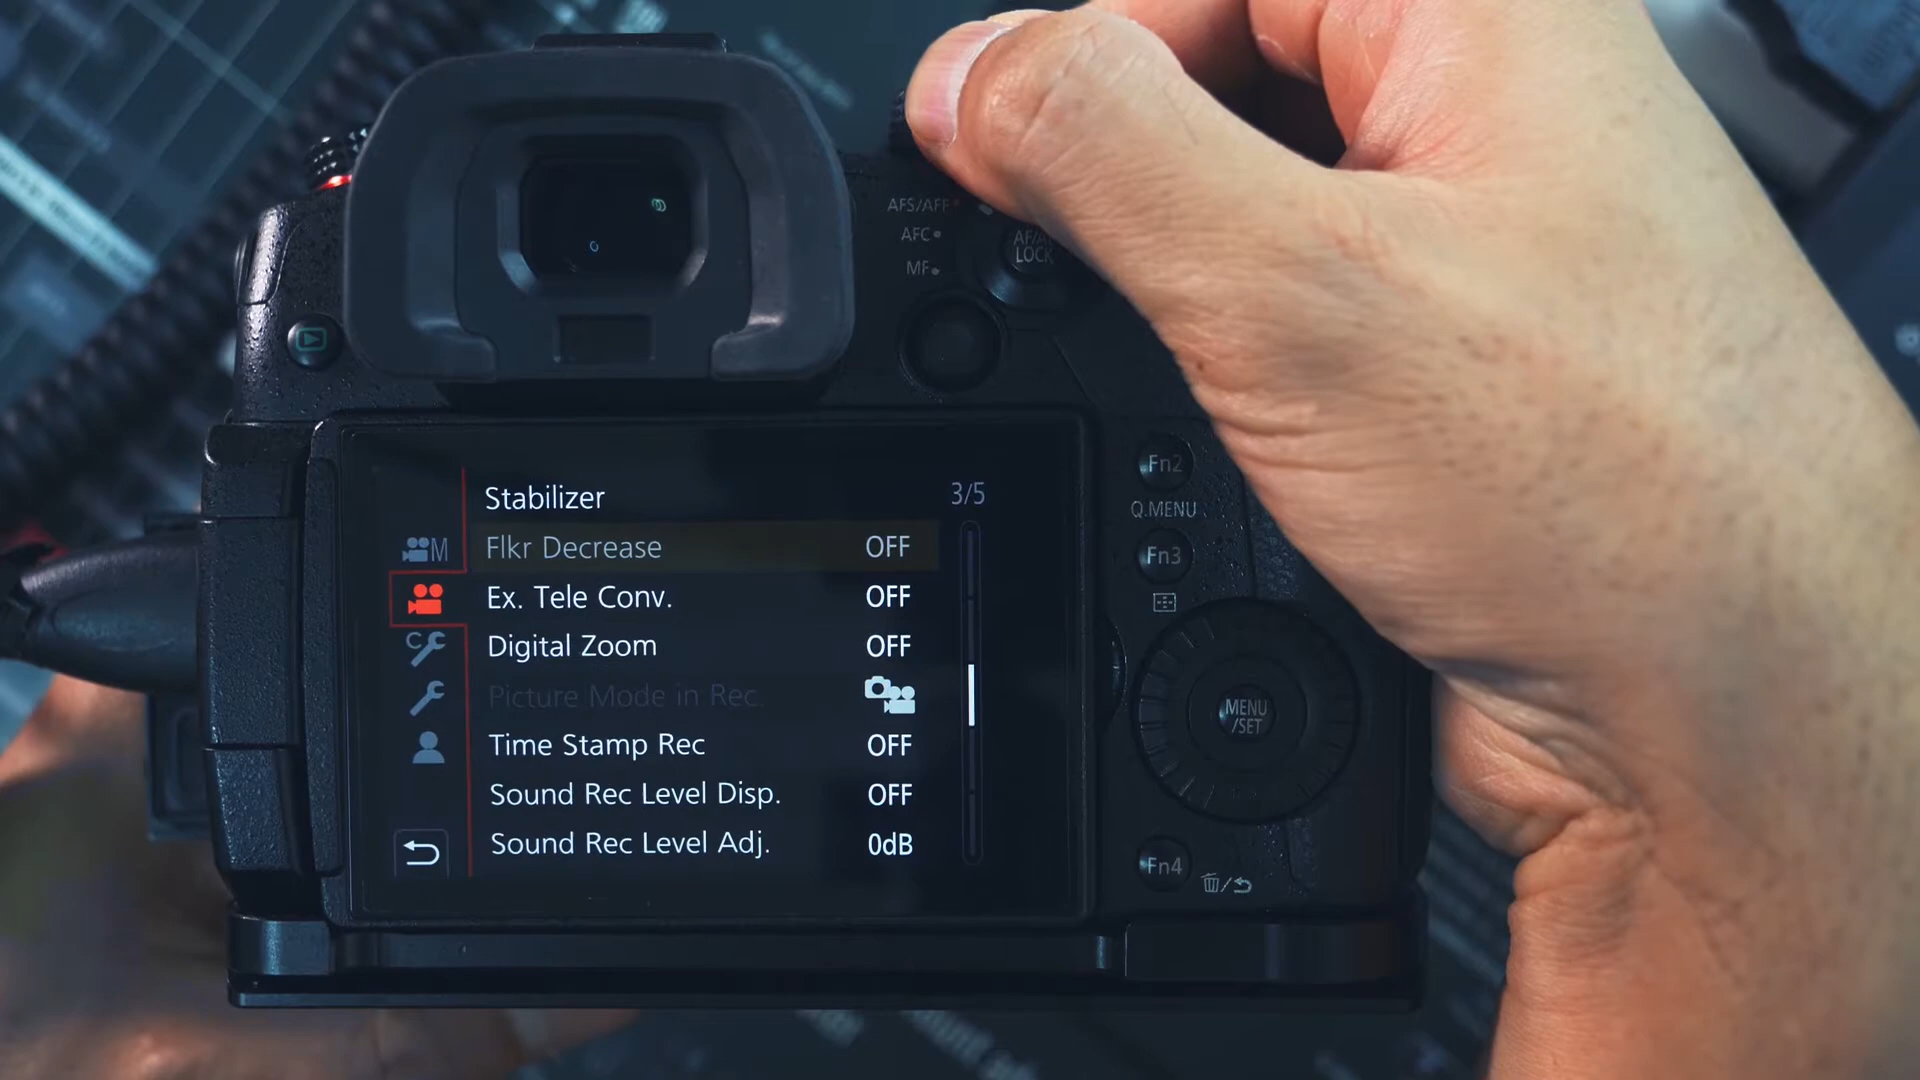 AFS/AFF
AFC
MF
LOCK
Stabilizer 3/5
Flkr Decrease OFF
Ex. Tele Conv. OFF
Digital Zoom OFF
Picture Mode in Rec.
Time Stamp Rec OFF
Sound Rec Level Disp. OFF
Sound Rec Level Adj. 0dB
M
C
Fn2
Q.MENU
Fn3
MENU
/SET
Fn4